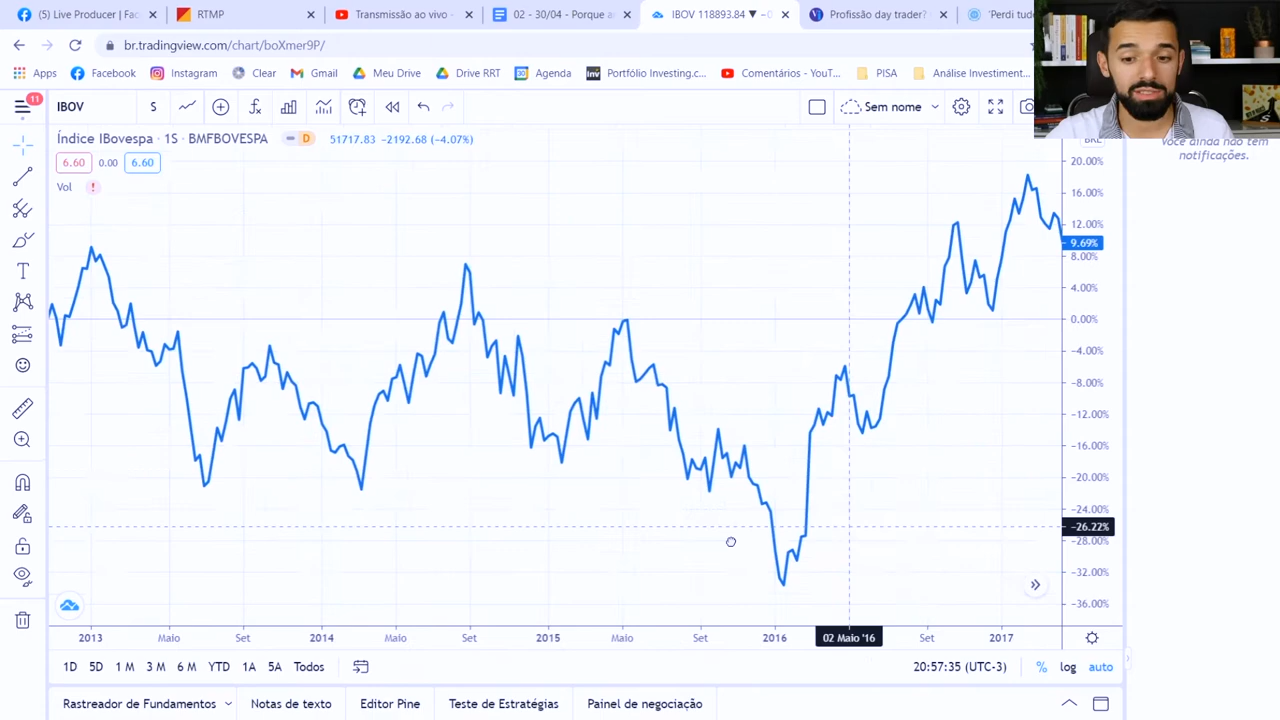 (5) Live Producer | Fac
RTMP
Transmissão ao vivo -
02 - 30/04 - Porque a
IBOV 118893.84 ▼ −0
Profissão day trader?
'Perdi tud
br.tradingview.com/chart/boXmer9P/
Apps
Facebook
Instagram
Clear
Gmail
Meu Drive
Drive RRT
Agenda
Inv
Portfólio Investing.c...
Comentários - YouT...
PISA
Análise Investiment...
11
IBOV
Sem nome
Índice IBovespa · 1S · BMFBOVESPA
D
51717.83 −2192.68 (−4.07%)
6.60 0.00 6.60
Vol !
Você ainda não tem
notificações.
20.00%
16.00%
12.00%
9.69%
8.00%
4.00%
0.00%
−4.00%
−8.00%
−12.00%
−16.00%
−20.00%
−24.00%
−26.22%
−28.00%
−32.00%
−36.00%
2013 Maio Set 2014 Maio Set 2015 Maio Set 2016 02 Maio '16 Set 2017
1D 5D 1 M 3 M 6 M YTD 1A 5A Todos
20:57:35 (UTC-3) % log auto
Rastreador de Fundamentos Notas de texto Editor Pine Teste de Estratégias Painel de negociação